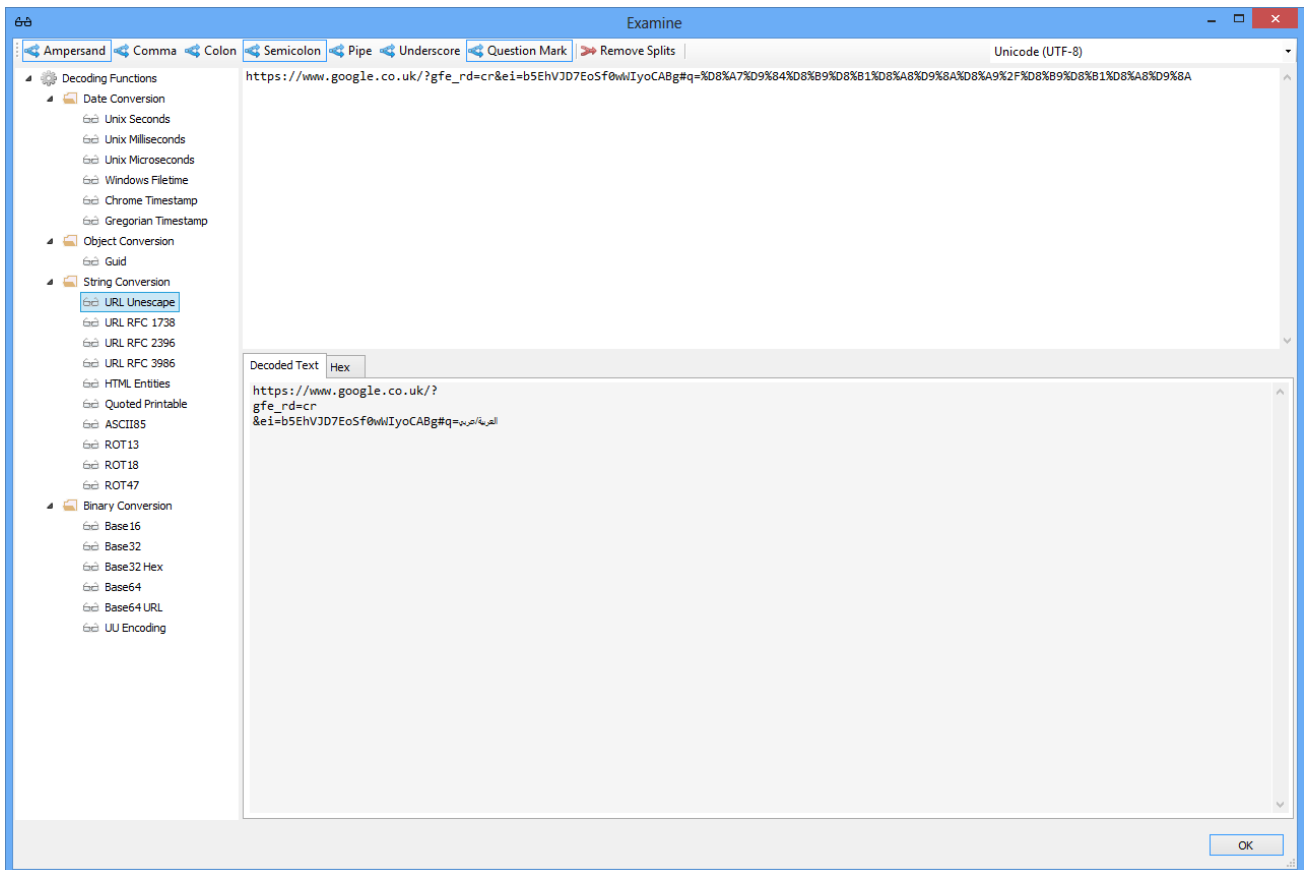 Examine
Ampersand Comma Colon Semicolon Pipe Underscore Question Mark Remove Splits Unicode (UTF-8)
Decoding Functions
Date Conversion
Unix Seconds
Unix Milliseconds
Unix Microseconds
Windows Filetime
Chrome Timestamp
Gregorian Timestamp
Object Conversion
Guid
String Conversion
URL Unescape
URL RFC 1738
URL RFC 2396
URL RFC 3986
HTML Entities
Quoted Printable
ASCII85
ROT13
ROT18
ROT47
Binary Conversion
Base16
Base32
Base32 Hex
Base64
Base64 URL
UU Encoding
https://www.google.co.uk/?gfe_rd=cr&ei=b5EhVJD7EoSf0wWIyoCABg#q=%D8%A7%D9%84%D8%B9%D8%B1%D8%A8%D9%8A%D8%A9%2F%D8%B9%D8%B1%D8%A8%D9%8A
Decoded Text Hex
https://www.google.co.uk/?
gfe_rd=cr
&ei=b5EhVJD7EoSf0wWIyoCABg#q=العربية/عربي
OK